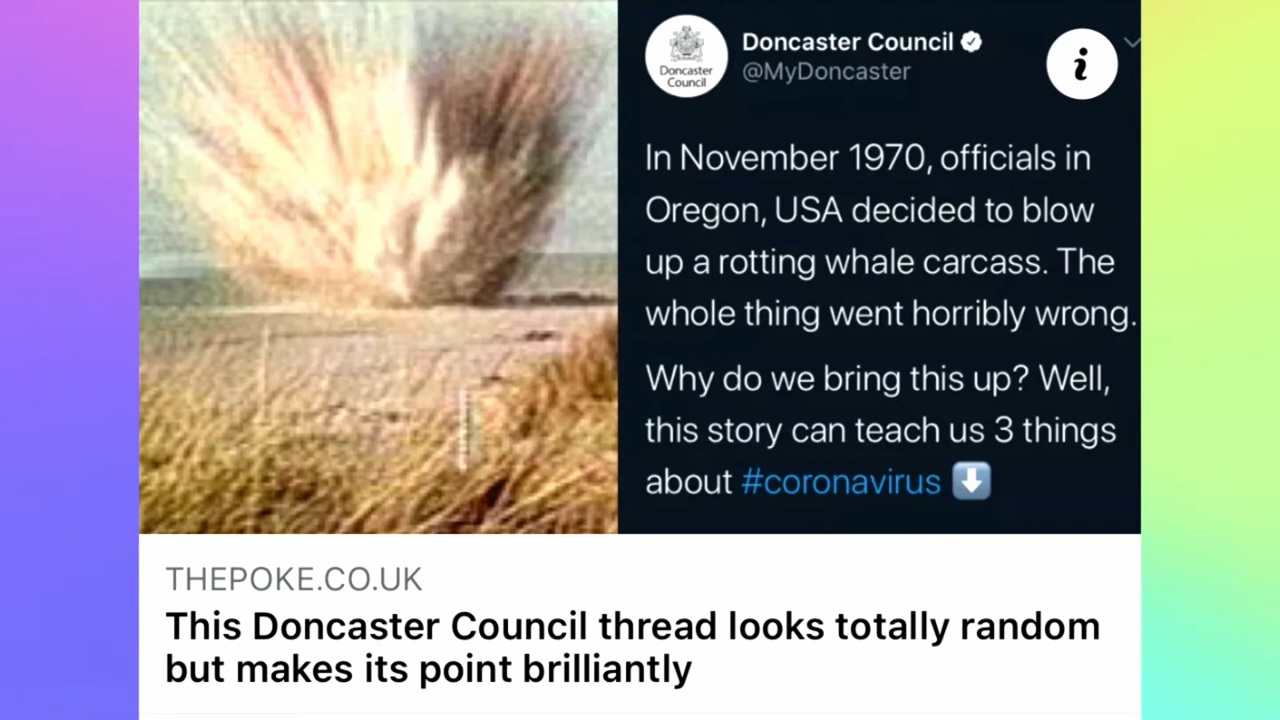 Doncaster
Council
Doncaster Council
@MyDoncaster
i
In November 1970, officials in
Oregon, USA decided to blow
up a rotting whale carcass. The
whole thing went horribly wrong.
Why do we bring this up? Well,
this story can teach us 3 things
about #coronavirus ⬇️
THEPOKE.CO.UK
This Doncaster Council thread looks totally random
but makes its point brilliantly